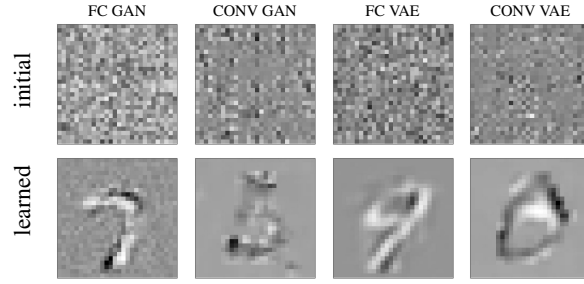 FC GAN CONV GAN FC VAE CONV VAE
initial
learned